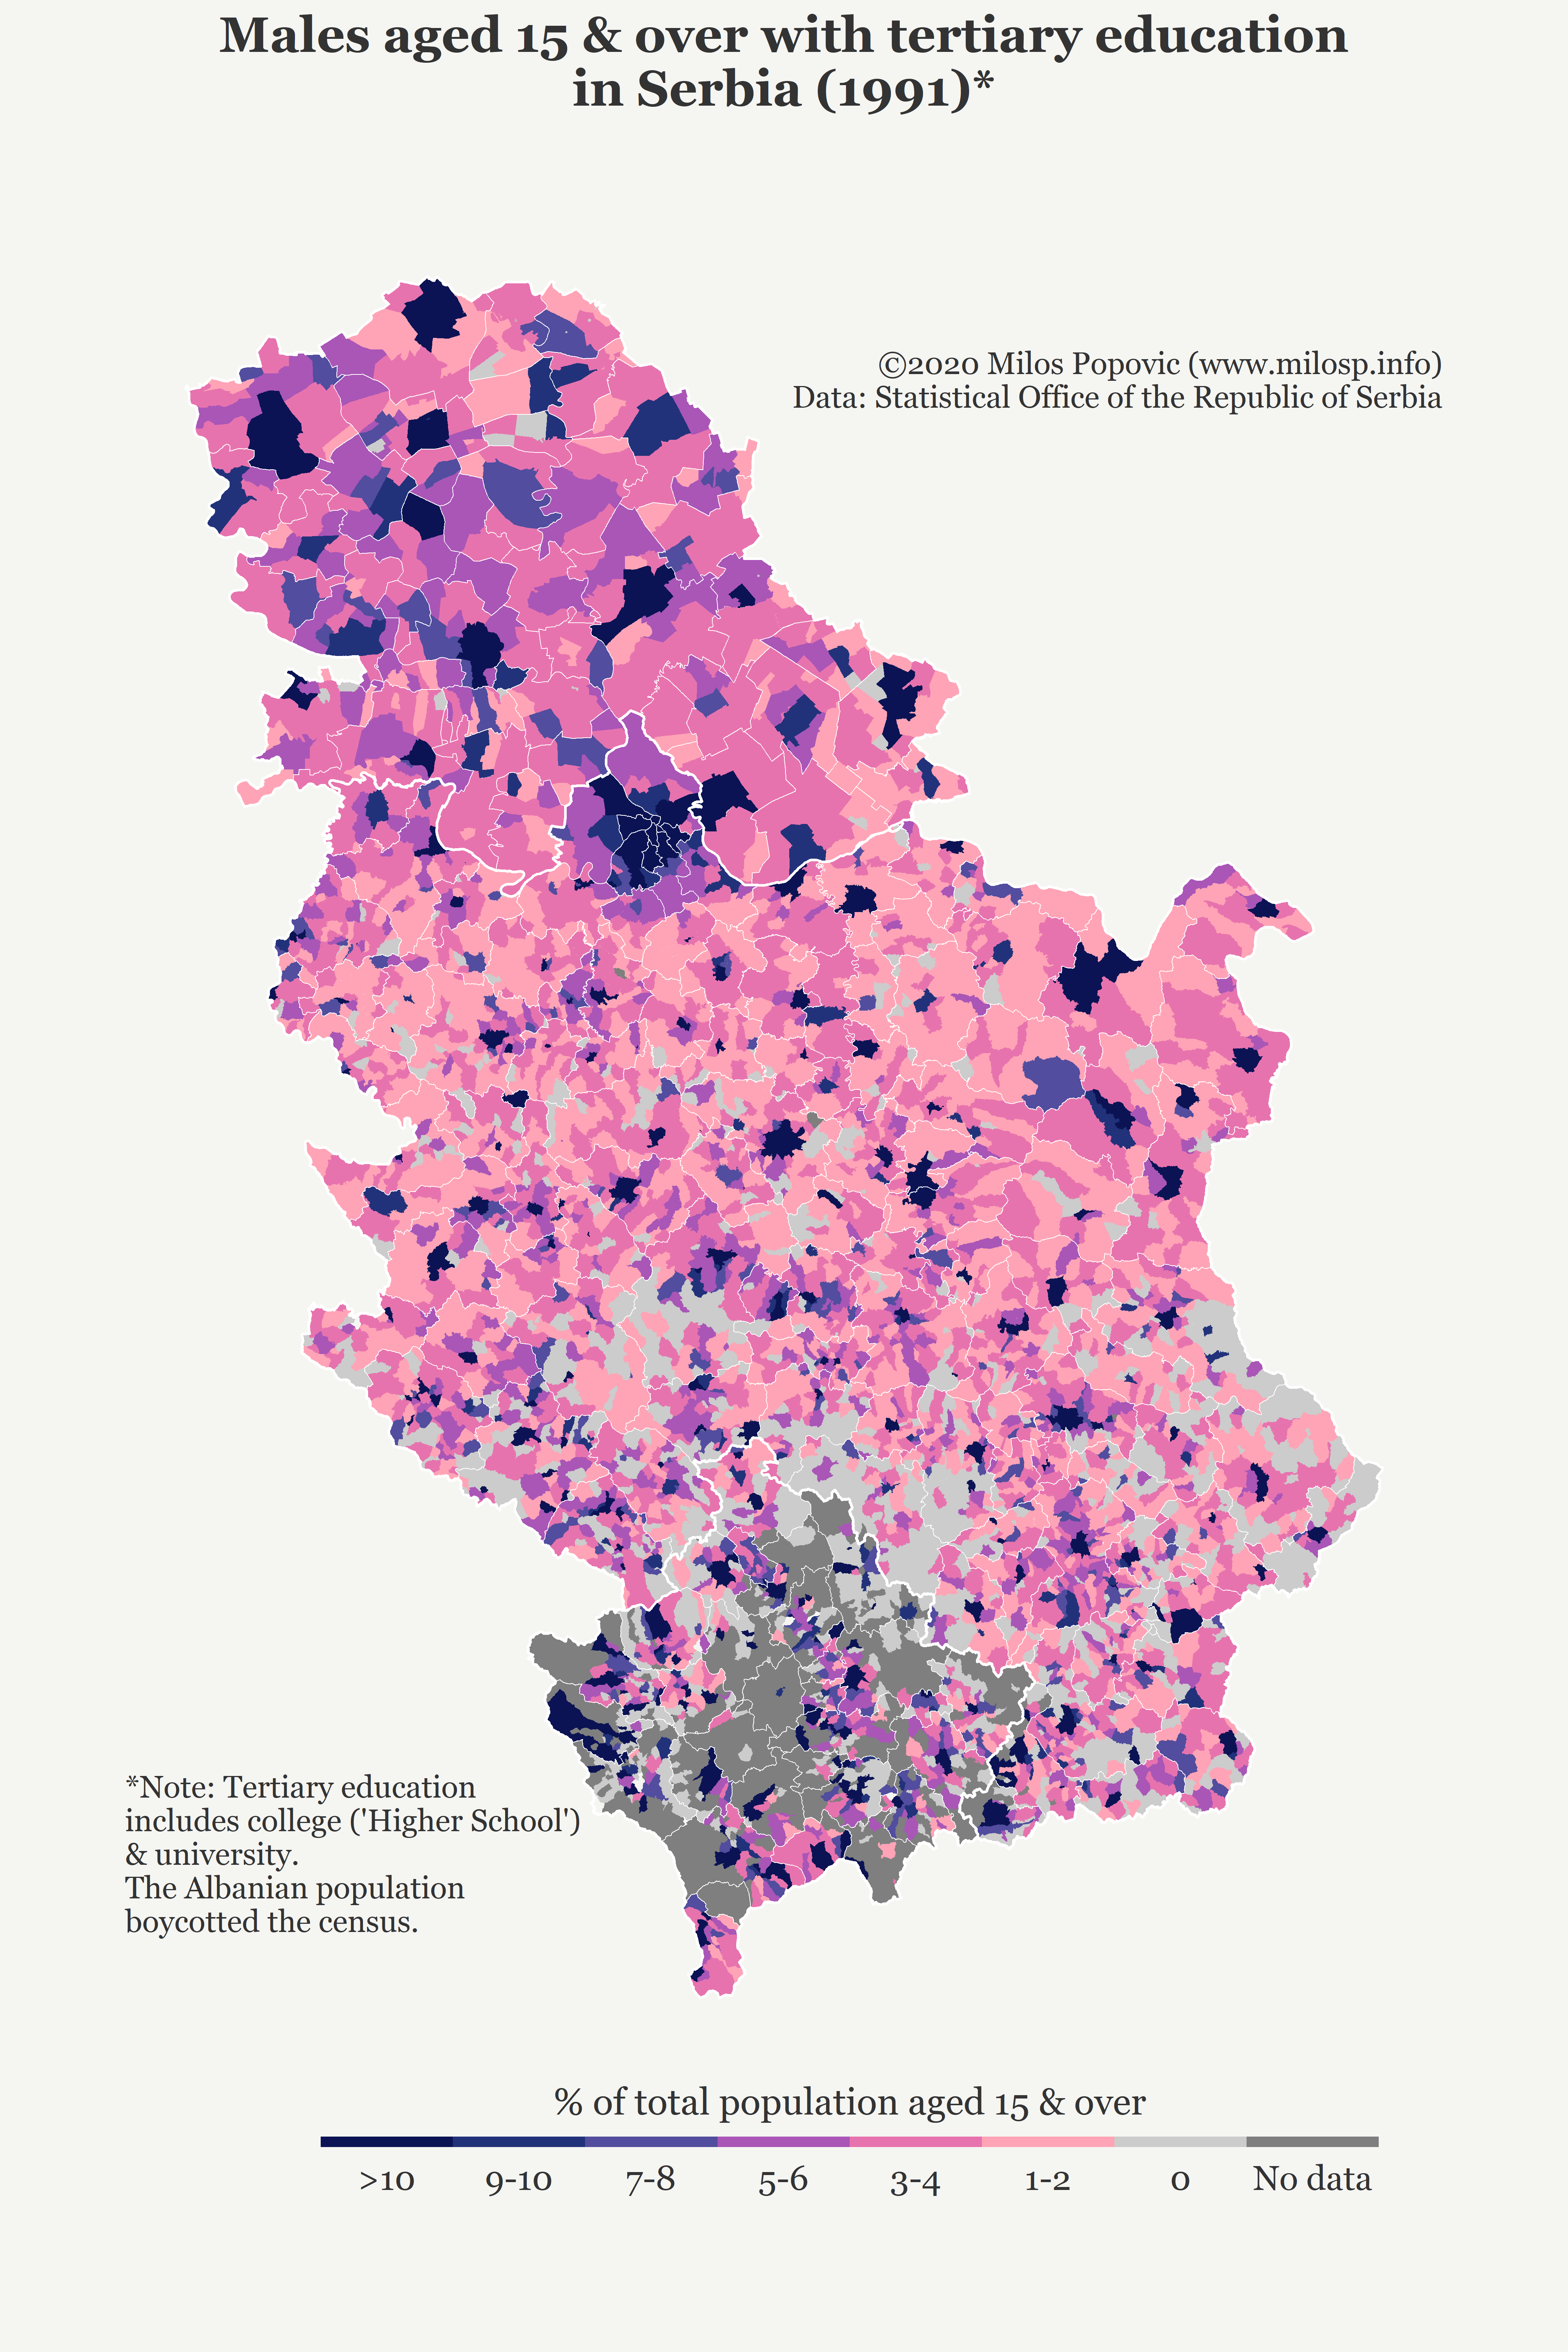 Males aged 15 & over with tertiary education
in Serbia (1991)*
©2020 Milos Popovic (www.milosp.info)
Data: Statistical Office of the Republic of Serbia
*Note: Tertiary education
includes college ('Higher School')
& university.
The Albanian population
boycotted the census.
% of total population aged 15 & over
>10 9-10 7-8 5-6 3-4 1-2 0 No data